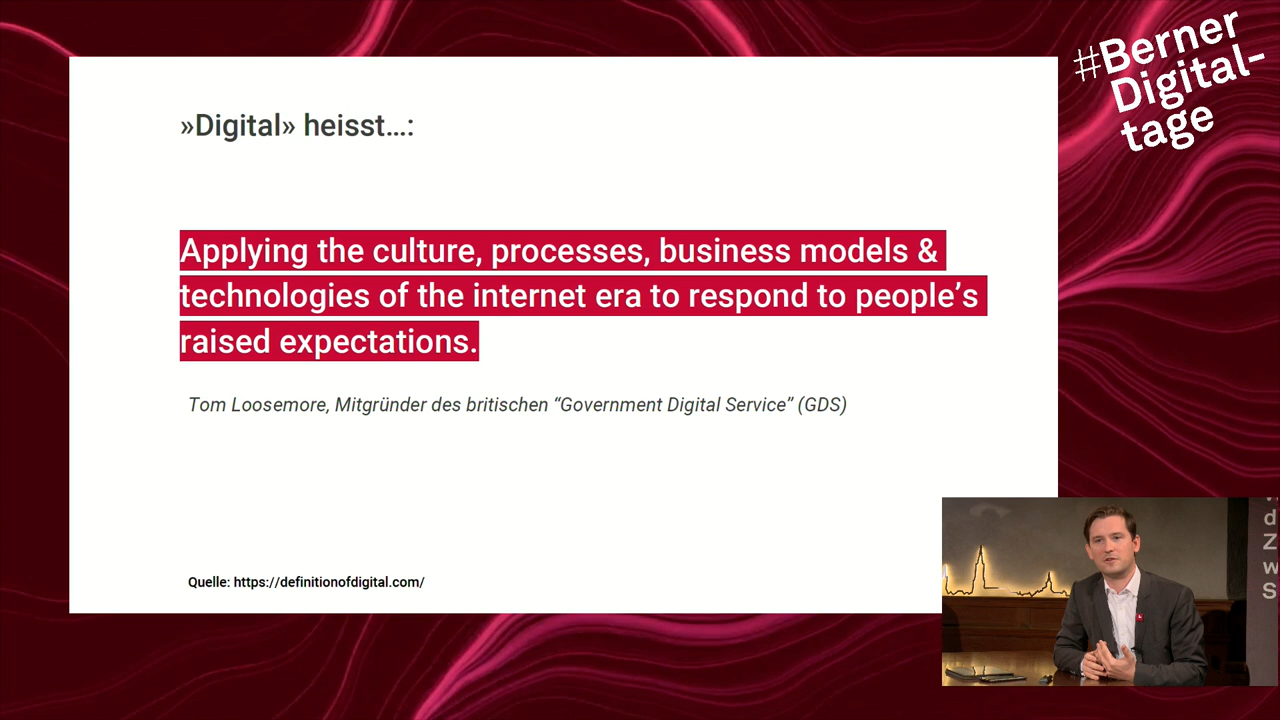 #Berner
Digital-
tage
»Digital» heisst...:
Applying the culture, processes, business models &
technologies of the internet era to respond to people’s
raised expectations.
Tom Loosemore, Mitgründer des britischen “Government Digital Service” (GDS)
Quelle: https://definitionofdigital.com/
d
Z
w
S